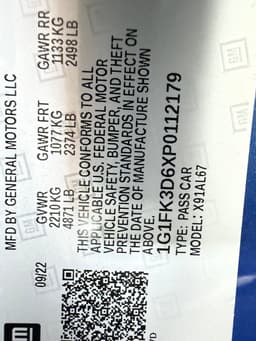 MFD BY GENERAL MOTORS LLC
09/22 GVWR GAWR FRT GAWR RR
2210 KG 1077 KG 1133 KG
4871 LB 2374 LB 2498 LB
THIS VEHICLE CONFORMS TO ALL
APPLICABLE U.S. FEDERAL MOTOR
VEHICLE SAFETY, BUMPER, AND THEFT
PREVENTION STANDARDS IN EFFECT ON
THE DATE OF MANUFACTURE SHOWN
ABOVE.
1G1FK3D6XP0112179
TYPE: PASS CAR
MODEL: X91AL67
GM